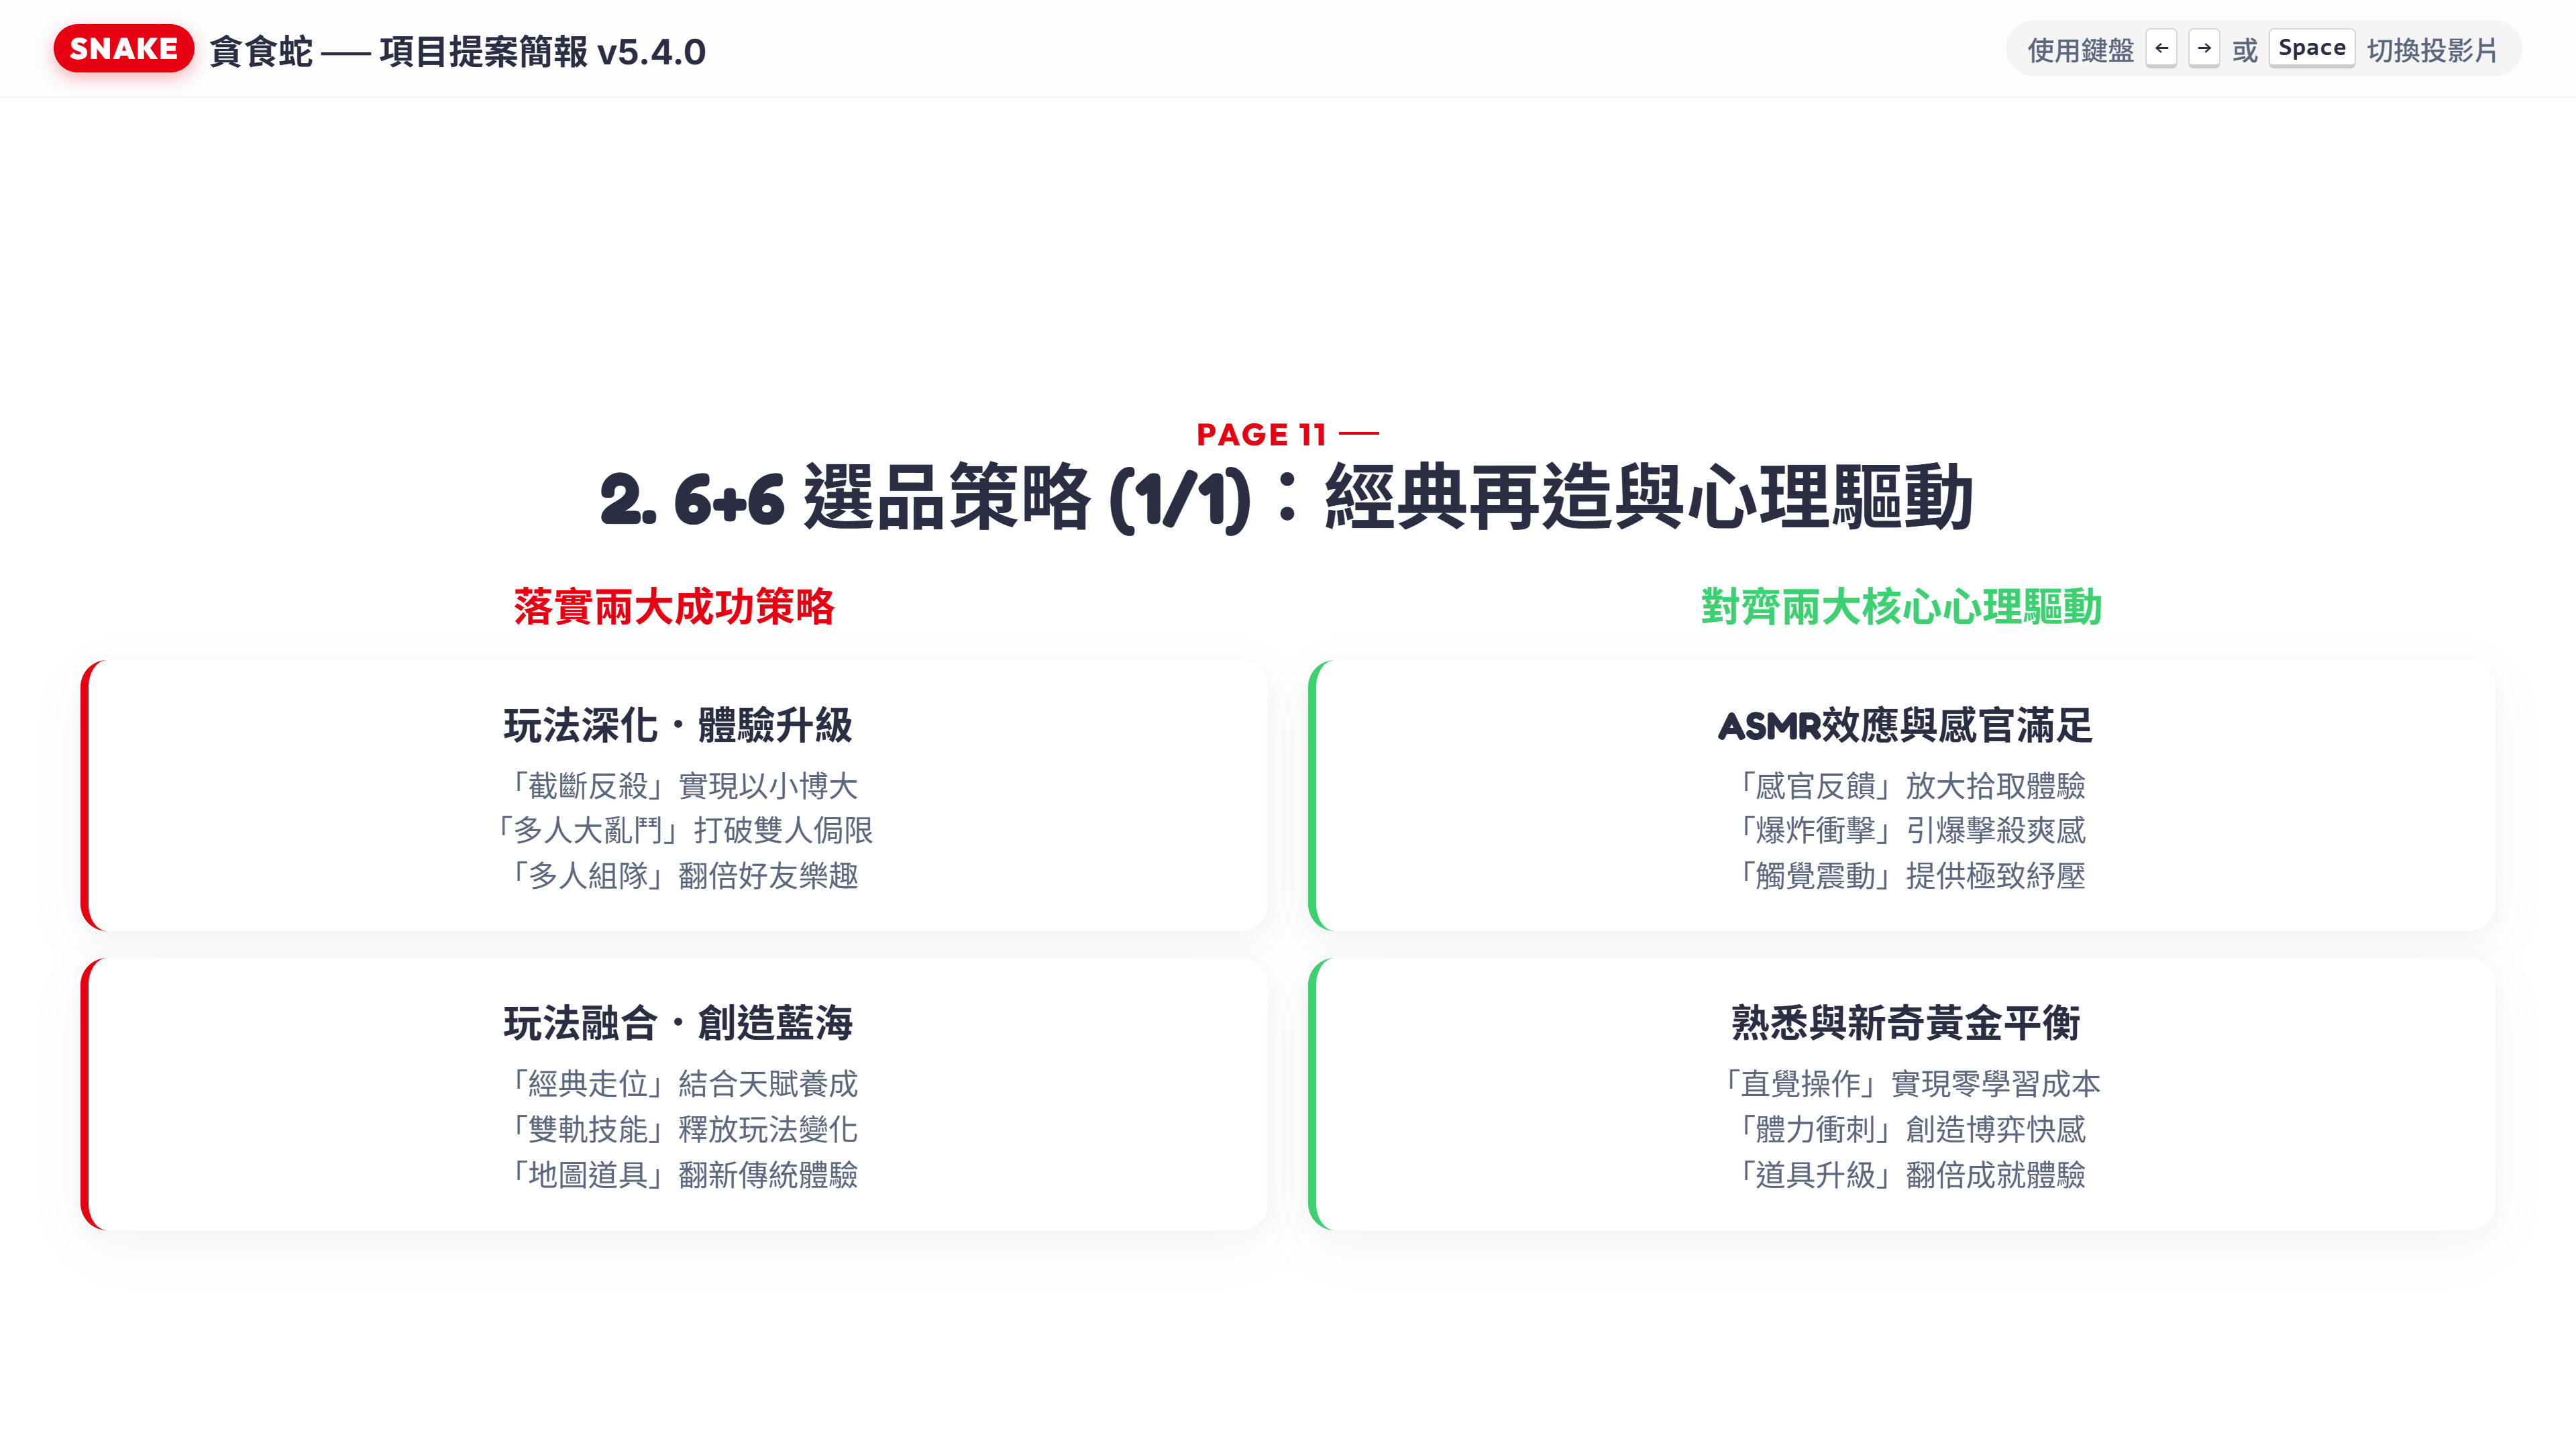 SNAKE 貪食蛇 —— 項目提案簡報 v5.4.0
使用鍵盤 ← → 或 Space 切換投影片
PAGE 11 —
2. 6+6 選品策略 (1/1)：經典再造與心理驅動
落實兩大成功策略
玩法深化．體驗升級
「截斷反殺」實現以小博大
「多人大亂鬥」打破雙人侷限
「多人組隊」翻倍好友樂趣
玩法融合．創造藍海
「經典走位」結合天賦養成
「雙軌技能」釋放玩法變化
「地圖道具」翻新傳統體驗
對齊兩大核心心理驅動
ASMR效應與感官滿足
「感官反饋」放大拾取體驗
「爆炸衝擊」引爆擊殺爽感
「觸覺震動」提供極致紓壓
熟悉與新奇黃金平衡
「直覺操作」實現零學習成本
「體力衝刺」創造博弈快感
「道具升級」翻倍成就體驗